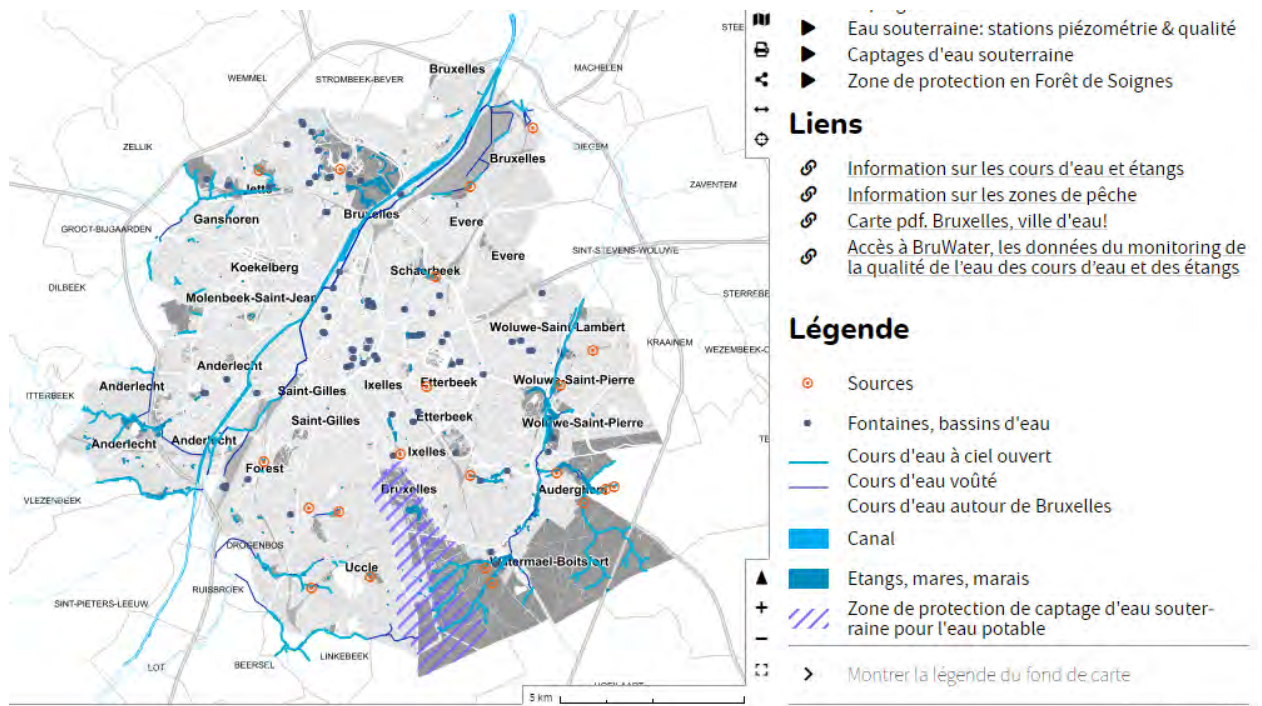 STEE
Bruxelles
MACHELEN
WEMMEL
STROMBEEK-BEVER
ZELLIK
DIEGEM
Bruxelles
ZAVENTEM
Jette
Ganshoren
Bruxelles
Evere
GROOT-BIJGAARDEN
SINT-STEVENS-WOLUWE
Evere
Koekelberg
Schaerbeek
DILBEEK
STERREBE
Molenbeek-Saint-Jean
Woluwe-Saint-Lambert
KRAAINEM
WEZEMBEEK-O
Anderlecht
Anderlecht
Saint-Gilles
Ixelles
Etterbeek
Woluwe-Saint-Pierre
ITTERBEEK
Saint-Gilles
Etterbeek
Woluwe-Saint-Pierre
Anderlecht
Anderlecht
TE
Ixelles
Forest
Bruxelles
Auderghem
VLEZENBEEK
DROGENBOS
Uccle
Watermael-Boitsfort
RUISBROEK
SINT-PIETERS-LEEUW
LINKEBEEK
LOT
BEERSEL
5 km
Eau souterraine: stations piézométrie & qualité
Captages d'eau souterraine
Zone de protection en Forêt de Soignes
Liens
Information sur les cours d'eau et étangs
Information sur les zones de pêche
Carte pdf. Bruxelles, ville d'eau!
Accès à BruWater, les données du monitoring de
la qualité de l'eau des cours d'eau et des étangs
Légende
Sources
Fontaines, bassins d'eau
Cours d'eau à ciel ouvert
Cours d'eau voûté
Cours d'eau autour de Bruxelles
Canal
Etangs, mares, marais
Zone de protection de captage d'eau souter-
raine pour l'eau potable
Montrer la légende du fond de carte